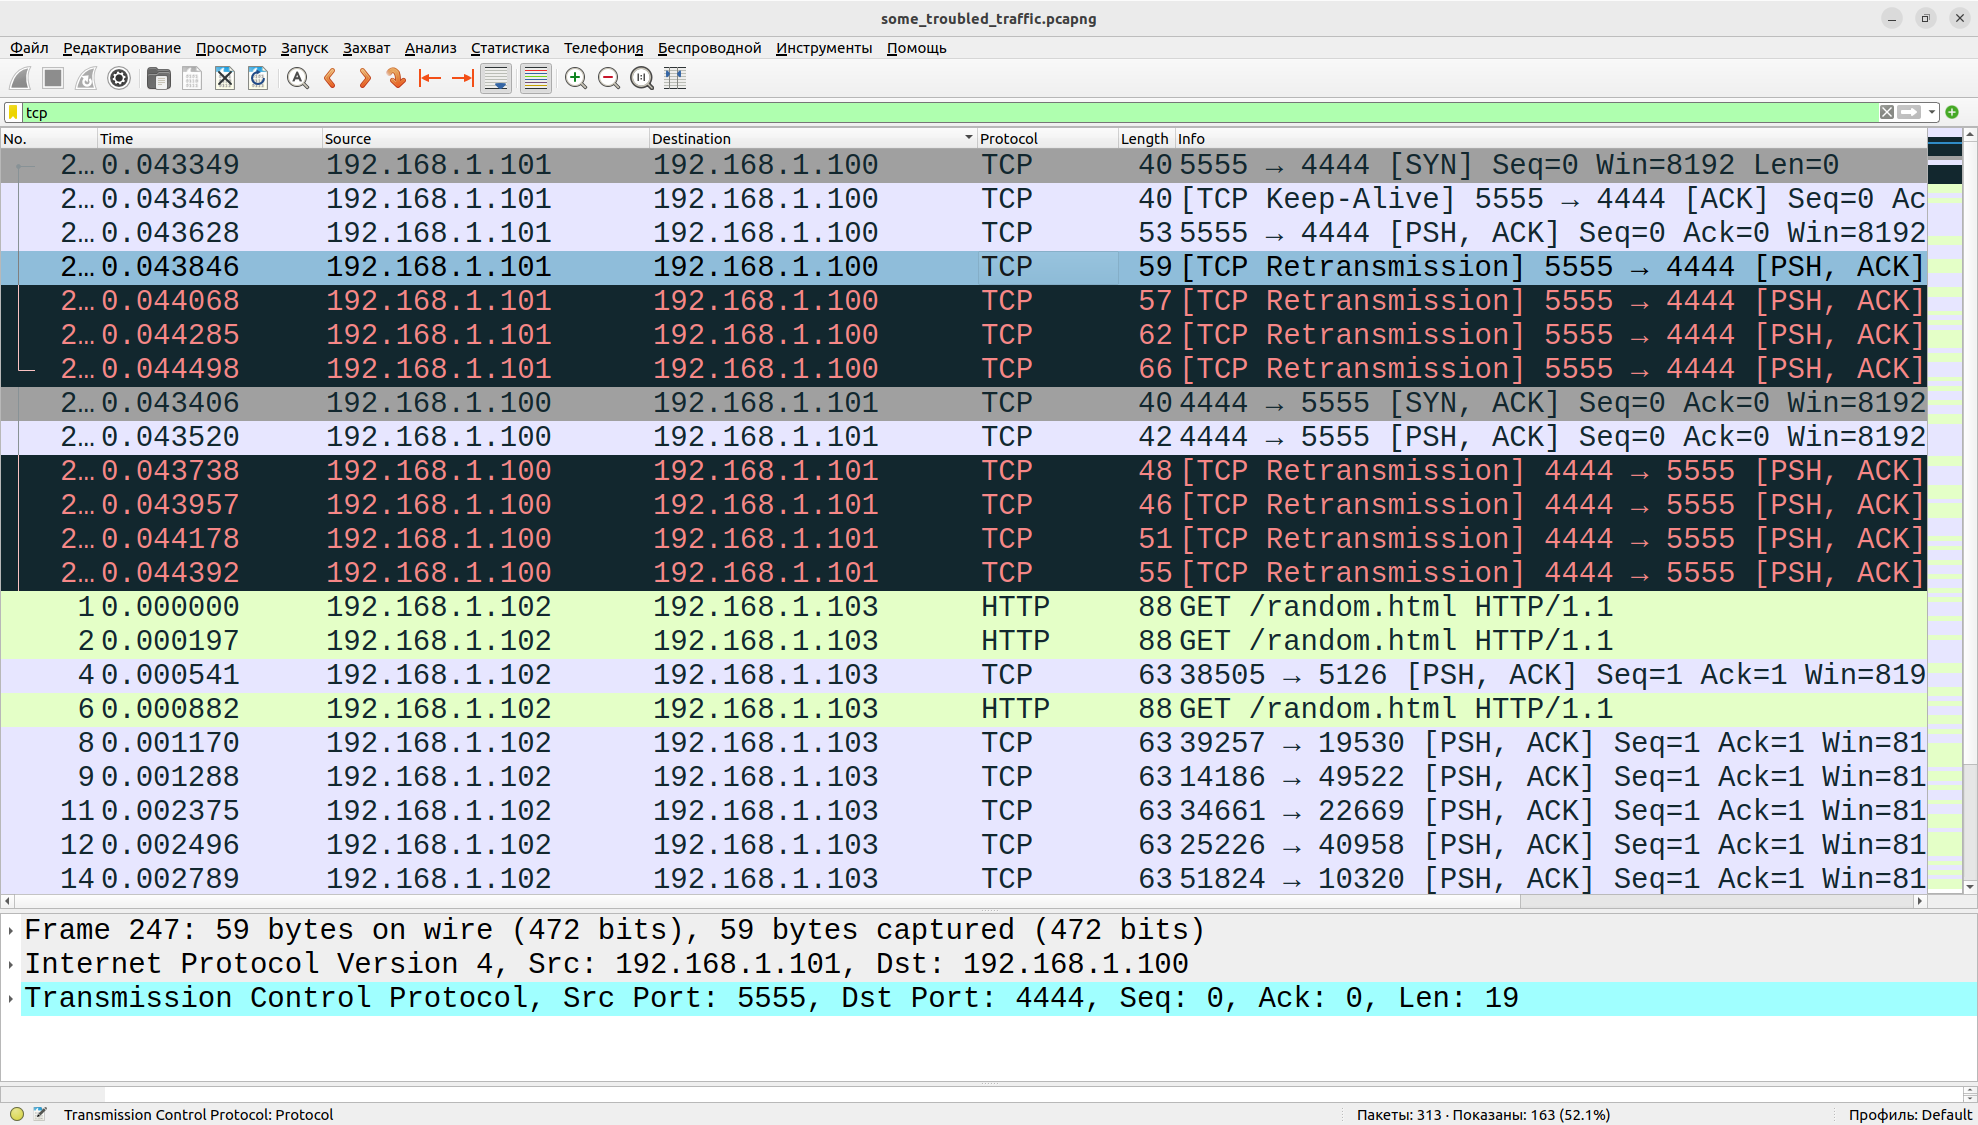 some_troubled_traffic.pcapng
Файл Редактирование Просмотр Запуск Захват Анализ Статистика Телефония Беспроводной Инструменты Помощь
tcp
No. Time Source Destination Protocol Length Info
2… 0.043349 192.168.1.101 192.168.1.100 TCP 40 5555 → 4444 [SYN] Seq=0 Win=8192 Len=0
2… 0.043462 192.168.1.101 192.168.1.100 TCP 40 [TCP Keep-Alive] 5555 → 4444 [ACK] Seq=0 Ac
2… 0.043628 192.168.1.101 192.168.1.100 TCP 53 5555 → 4444 [PSH, ACK] Seq=0 Ack=0 Win=8192
2… 0.043846 192.168.1.101 192.168.1.100 TCP 59 [TCP Retransmission] 5555 → 4444 [PSH, ACK]
2… 0.044068 192.168.1.101 192.168.1.100 TCP 57 [TCP Retransmission] 5555 → 4444 [PSH, ACK]
2… 0.044285 192.168.1.101 192.168.1.100 TCP 62 [TCP Retransmission] 5555 → 4444 [PSH, ACK]
2… 0.044498 192.168.1.101 192.168.1.100 TCP 66 [TCP Retransmission] 5555 → 4444 [PSH, ACK]
2… 0.043406 192.168.1.100 192.168.1.101 TCP 40 4444 → 5555 [SYN, ACK] Seq=0 Ack=0 Win=8192
2… 0.043520 192.168.1.100 192.168.1.101 TCP 42 4444 → 5555 [PSH, ACK] Seq=0 Ack=0 Win=8192
2… 0.043738 192.168.1.100 192.168.1.101 TCP 48 [TCP Retransmission] 4444 → 5555 [PSH, ACK]
2… 0.043957 192.168.1.100 192.168.1.101 TCP 46 [TCP Retransmission] 4444 → 5555 [PSH, ACK]
2… 0.044178 192.168.1.100 192.168.1.101 TCP 51 [TCP Retransmission] 4444 → 5555 [PSH, ACK]
2… 0.044392 192.168.1.100 192.168.1.101 TCP 55 [TCP Retransmission] 4444 → 5555 [PSH, ACK]
1 0.000000 192.168.1.102 192.168.1.103 HTTP 88 GET /random.html HTTP/1.1
2 0.000197 192.168.1.102 192.168.1.103 HTTP 88 GET /random.html HTTP/1.1
4 0.000541 192.168.1.102 192.168.1.103 TCP 63 38505 → 5126 [PSH, ACK] Seq=1 Ack=1 Win=819
6 0.000882 192.168.1.102 192.168.1.103 HTTP 88 GET /random.html HTTP/1.1
8 0.001170 192.168.1.102 192.168.1.103 TCP 63 39257 → 19530 [PSH, ACK] Seq=1 Ack=1 Win=81
9 0.001288 192.168.1.102 192.168.1.103 TCP 63 14186 → 49522 [PSH, ACK] Seq=1 Ack=1 Win=81
11 0.002375 192.168.1.102 192.168.1.103 TCP 63 34661 → 22669 [PSH, ACK] Seq=1 Ack=1 Win=81
12 0.002496 192.168.1.102 192.168.1.103 TCP 63 25226 → 40958 [PSH, ACK] Seq=1 Ack=1 Win=81
14 0.002789 192.168.1.102 192.168.1.103 TCP 63 51824 → 10320 [PSH, ACK] Seq=1 Ack=1 Win=81
Frame 247: 59 bytes on wire (472 bits), 59 bytes captured (472 bits)
Internet Protocol Version 4, Src: 192.168.1.101, Dst: 192.168.1.100
Transmission Control Protocol, Src Port: 5555, Dst Port: 4444, Seq: 0, Ack: 0, Len: 19
Transmission Control Protocol: Protocol Пакеты: 313 · Показаны: 163 (52.1%) Профиль: Default